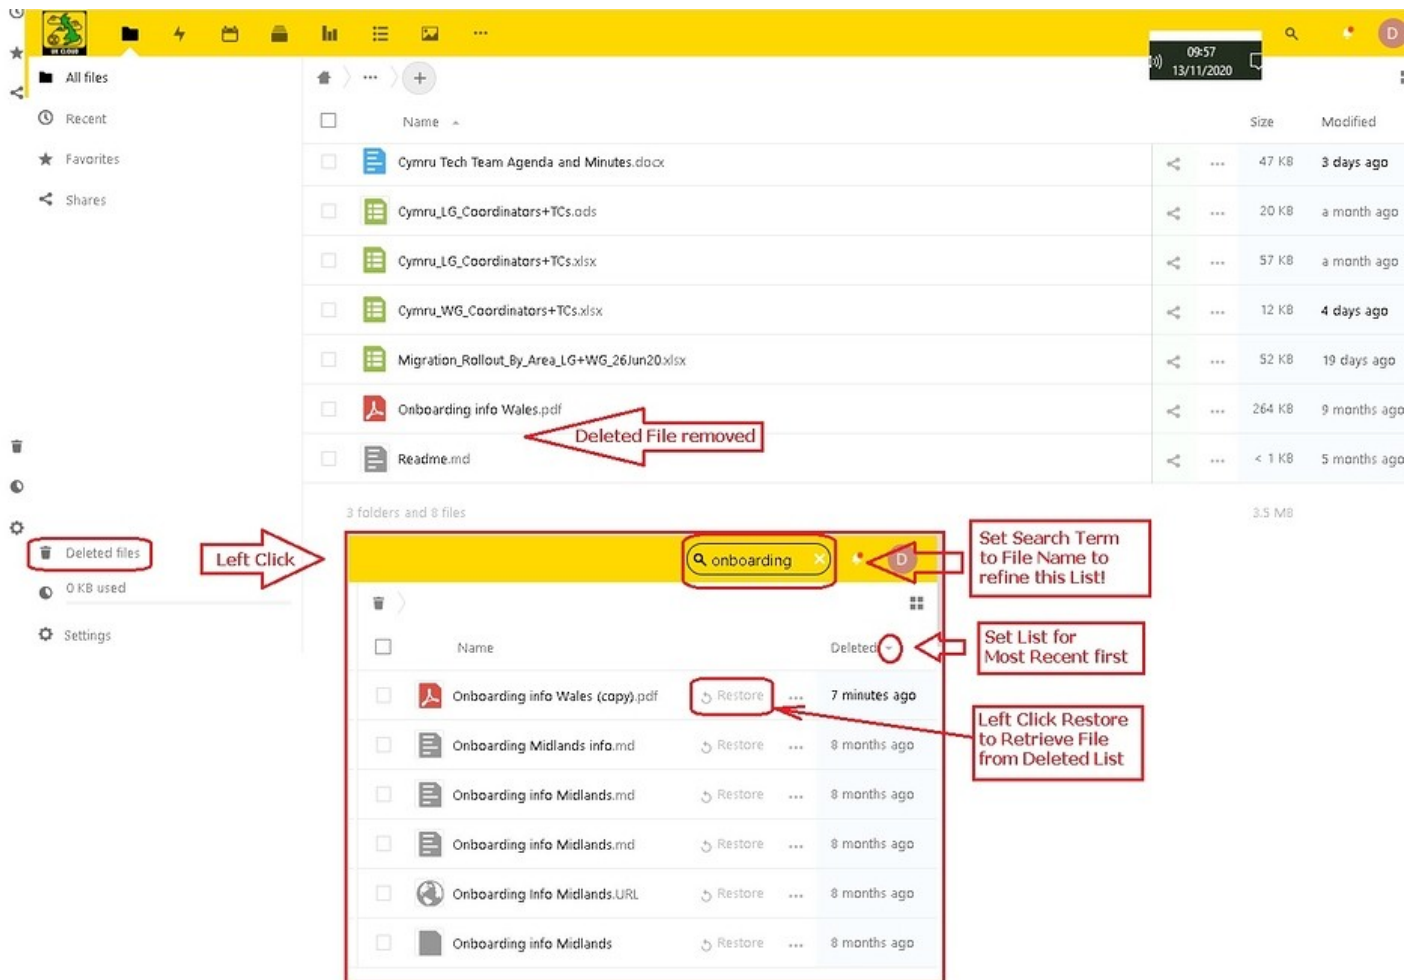 UK CLOUD
D
09:57
13/11/2020
All files
Recent
Favorites
Shares
Name
Size
Modified
Cymru Tech Team Agenda and Minutes.docx
47 KB
3 days ago
Cymru_LG_Coordinators+TCs.ods
20 KB
a month ago
Cymru_LG_Coordinators+TCs.xlsx
57 KB
a month ago
Cymru_WG_Coordinators+TCs.xlsx
12 KB
4 days ago
Migration_Rollout_By_Area_LG+WG_26Jun20.xlsx
52 KB
19 days ago
Onboarding info Wales.pdf
264 KB
9 months ago
Deleted File removed
Readme.md
< 1 KB
5 months ago
3 folders and 8 files
3.5 MB
Deleted files
0 KB used
Settings
Left Click
onboarding
D
Set Search Term
to File Name to
refine this List!
Name
Deleted
Set List for
Most Recent first
Onboarding info Wales (copy).pdf
Restore
7 minutes ago
Left Click Restore
to Retrieve File
from Deleted List
Onboarding Midlands info.md
Restore
8 months ago
Onboarding info Midlands.md
Restore
8 months ago
Onboarding info Midlands.md
Restore
8 months ago
Onboarding Info Midlands.URL
Restore
8 months ago
Onboarding info Midlands
Restore
8 months ago